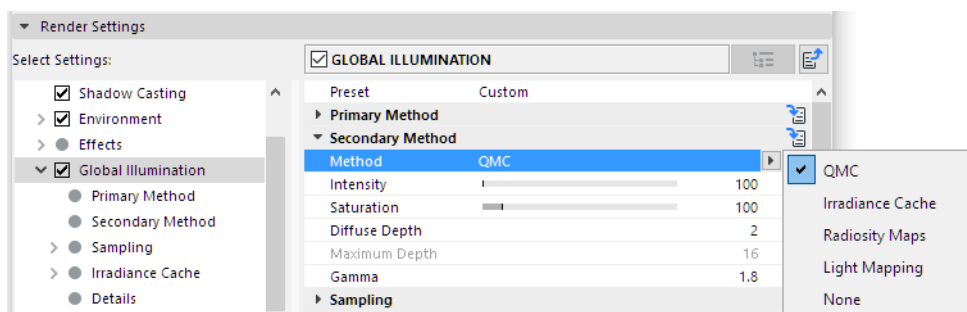 Render Settings
Select Settings:
Shadow Casting
Environment
Effects
Global Illumination
Primary Method
Secondary Method
Sampling
Irradiance Cache
Details
GLOBAL ILLUMINATION
Preset Custom
Primary Method
Secondary Method
Method QMC
Intensity 100
Saturation 100
Diffuse Depth 2
Maximum Depth 16
Gamma 1.8
Sampling
QMC
Irradiance Cache
Radiosity Maps
Light Mapping
None